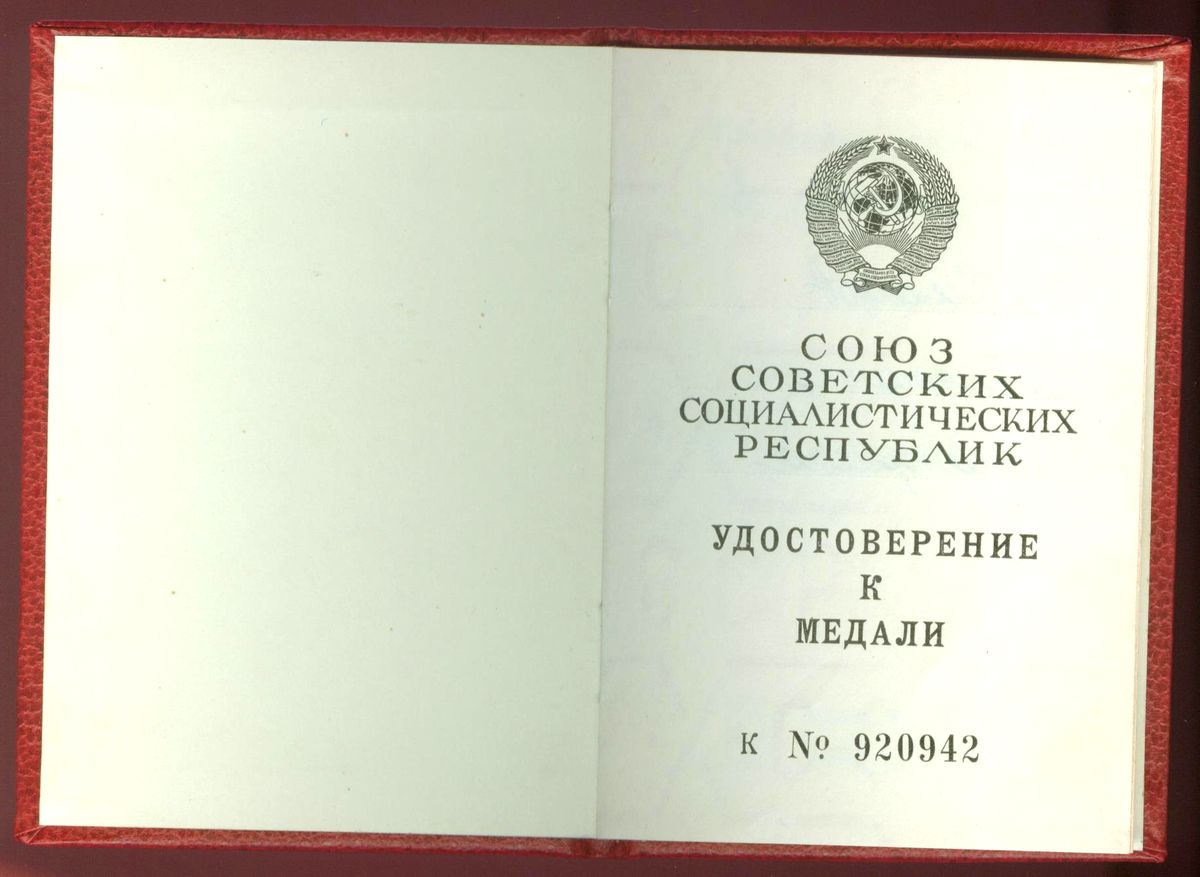 СОЮЗ
СОВЕТСКИХ
СОЦИАЛИСТИЧЕСКИХ
РЕСПУБЛИК
УДОСТОВЕРЕНИЕ
К
МЕДАЛИ
К № 920942